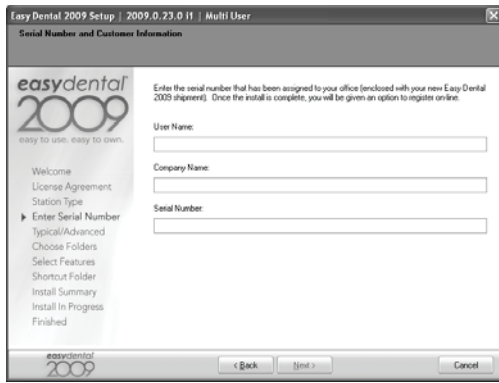 Easy Dental 2009 Setup | 2009.0.23.0 i1 | Multi User
Serial Number and Customer Information
easydental
2009
easy to use. easy to own.
Welcome
License Agreement
Station Type
Enter Serial Number
Typical/Advanced
Choose Folders
Select Features
Shortcut Folder
Install Summary
Install In Progress
Finished
Enter the serial number that has been assigned to your office (enclosed with your new Easy Dental
2009 shipment). Once the install is complete, you will be given an option to register on-line.
User Name:
Company Name:
Serial Number:
easydental
2009
< Back
Next >
Cancel